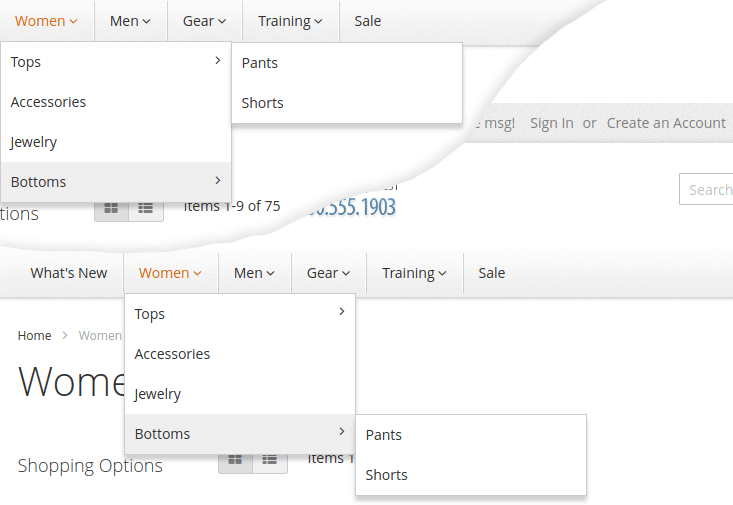 Women Men Gear Training Sale
Tops Pants
Accessories Shorts
msg! Sign In or Create an Account
Jewelry
Bottoms
Search
Items 1-9 of 75 .555.1903
tions
What's New Women Men Gear Training Sale
Tops
Home Women
Accessories
Wome
Jewelry
Bottoms Pants
Shopping Options Items 1
Shorts